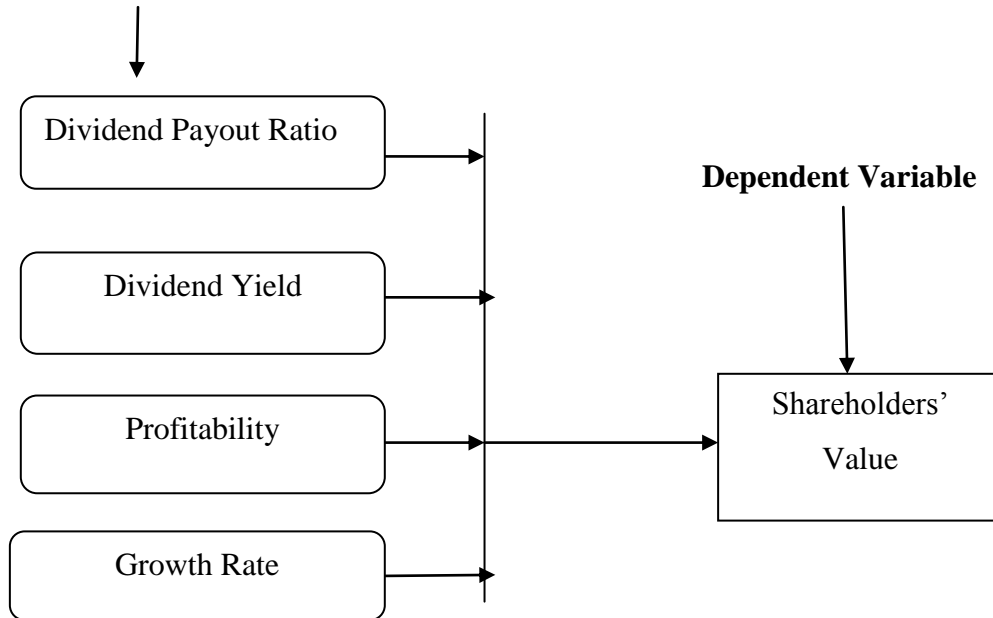 Dividend Payout Ratio
Dependent Variable
Dividend Yield
Shareholders’
Value
Profitability
Growth Rate